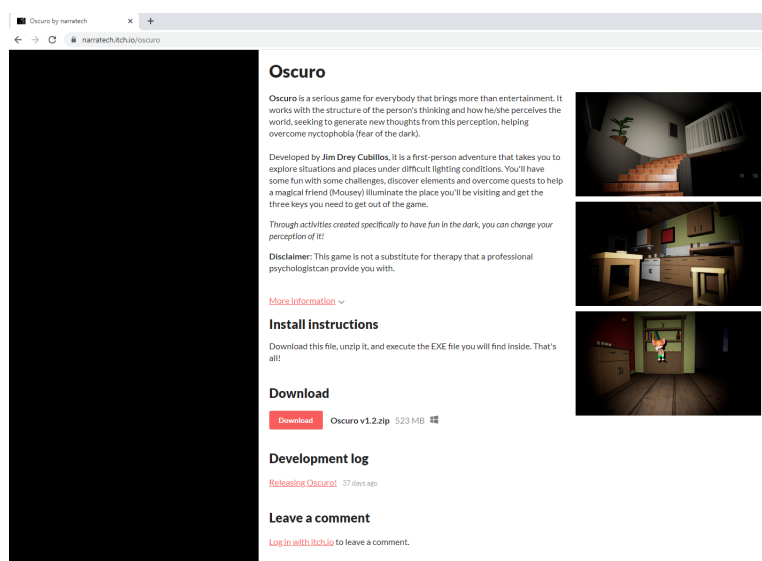 Oscuro by narratech
narratech.itch.io/oscuro
Oscuro
Oscuro is a serious game for everybody that brings more than entertainment. It
works with the structure of the person's thinking and how he/she perceives the
world, seeking to generate new thoughts from this perception, helping
overcome nyctophobia (fear of the dark).
Developed by Jim Drey Cubillos, it is a first-person adventure that takes you to
explore situations and places under difficult lighting conditions. You'll have
some fun with some challenges, discover elements and overcome quests to help
a magical friend (Mousey) illuminate the place you'll be visiting and get the
three keys you need to get out of the game.
Through activities created specifically to have fun in the dark, you can change your
perception of it!
Disclaimer: This game is not a substitute for therapy that a professional
psychologistcan provide you with.
More information
Install instructions
Download this file, unzip it, and execute the EXE file you will find inside. That's
all!
Download
Download Oscuro v1.2.zip 523 MB
Development log
Releasing Oscuro! 37 days ago
Leave a comment
Log in with itch.io to leave a comment.